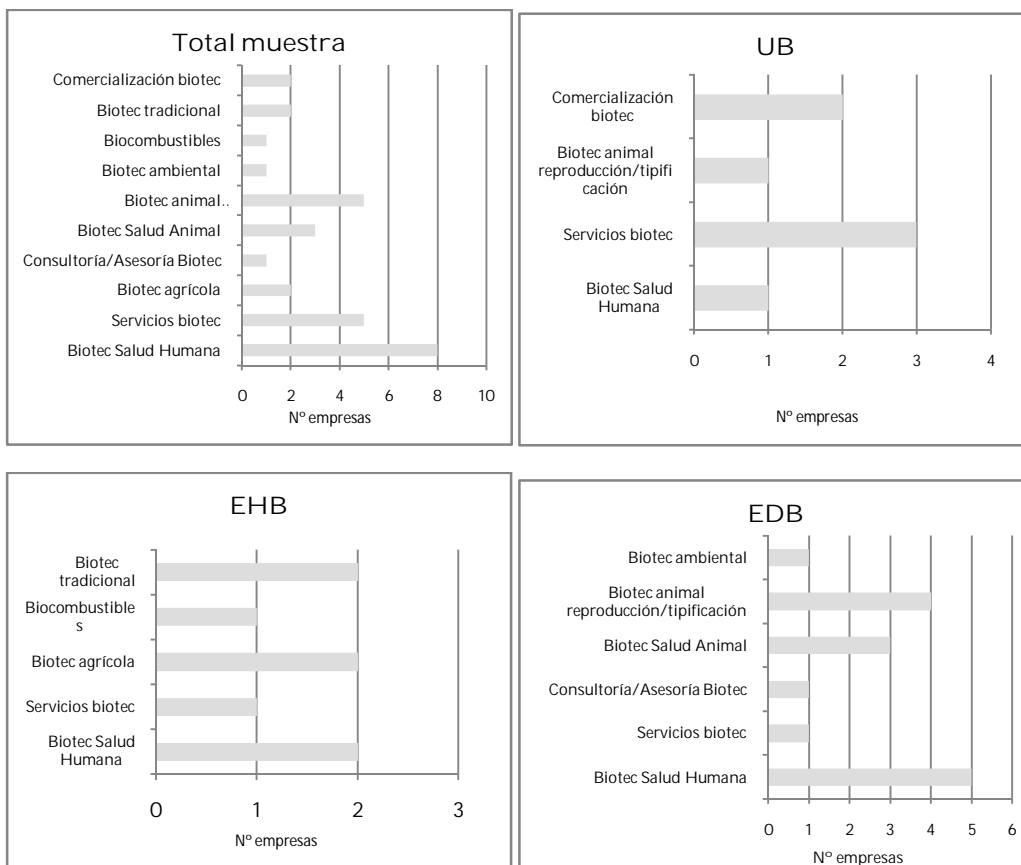 Total muestra
Comercialización biotec
Biotec tradicional
Biocombustibles
Biotec ambiental
Biotec animal..
Biotec Salud Animal
Consultoría/Asesoría Biotec
Biotec agrícola
Servicios biotec
Biotec Salud Humana
0 2 4 6 8 10
Nº empresas
UB
Comercialización
biotec
Biotec animal
reproducción/tipifi
cación
Servicios biotec
Biotec Salud
Humana
0 1 2 3 4
Nº empresas
EHB
Biotec
tradicional
Biocombustible
s
Biotec agrícola
Servicios biotec
Biotec Salud
Humana
0 1 2 3
Nº empresas
EDB
Biotec ambiental
Biotec animal
reproducción/tipificación
Biotec Salud Animal
Consultoría/Asesoría Biotec
Servicios biotec
Biotec Salud Humana
0 1 2 3 4 5 6
Nº empresas